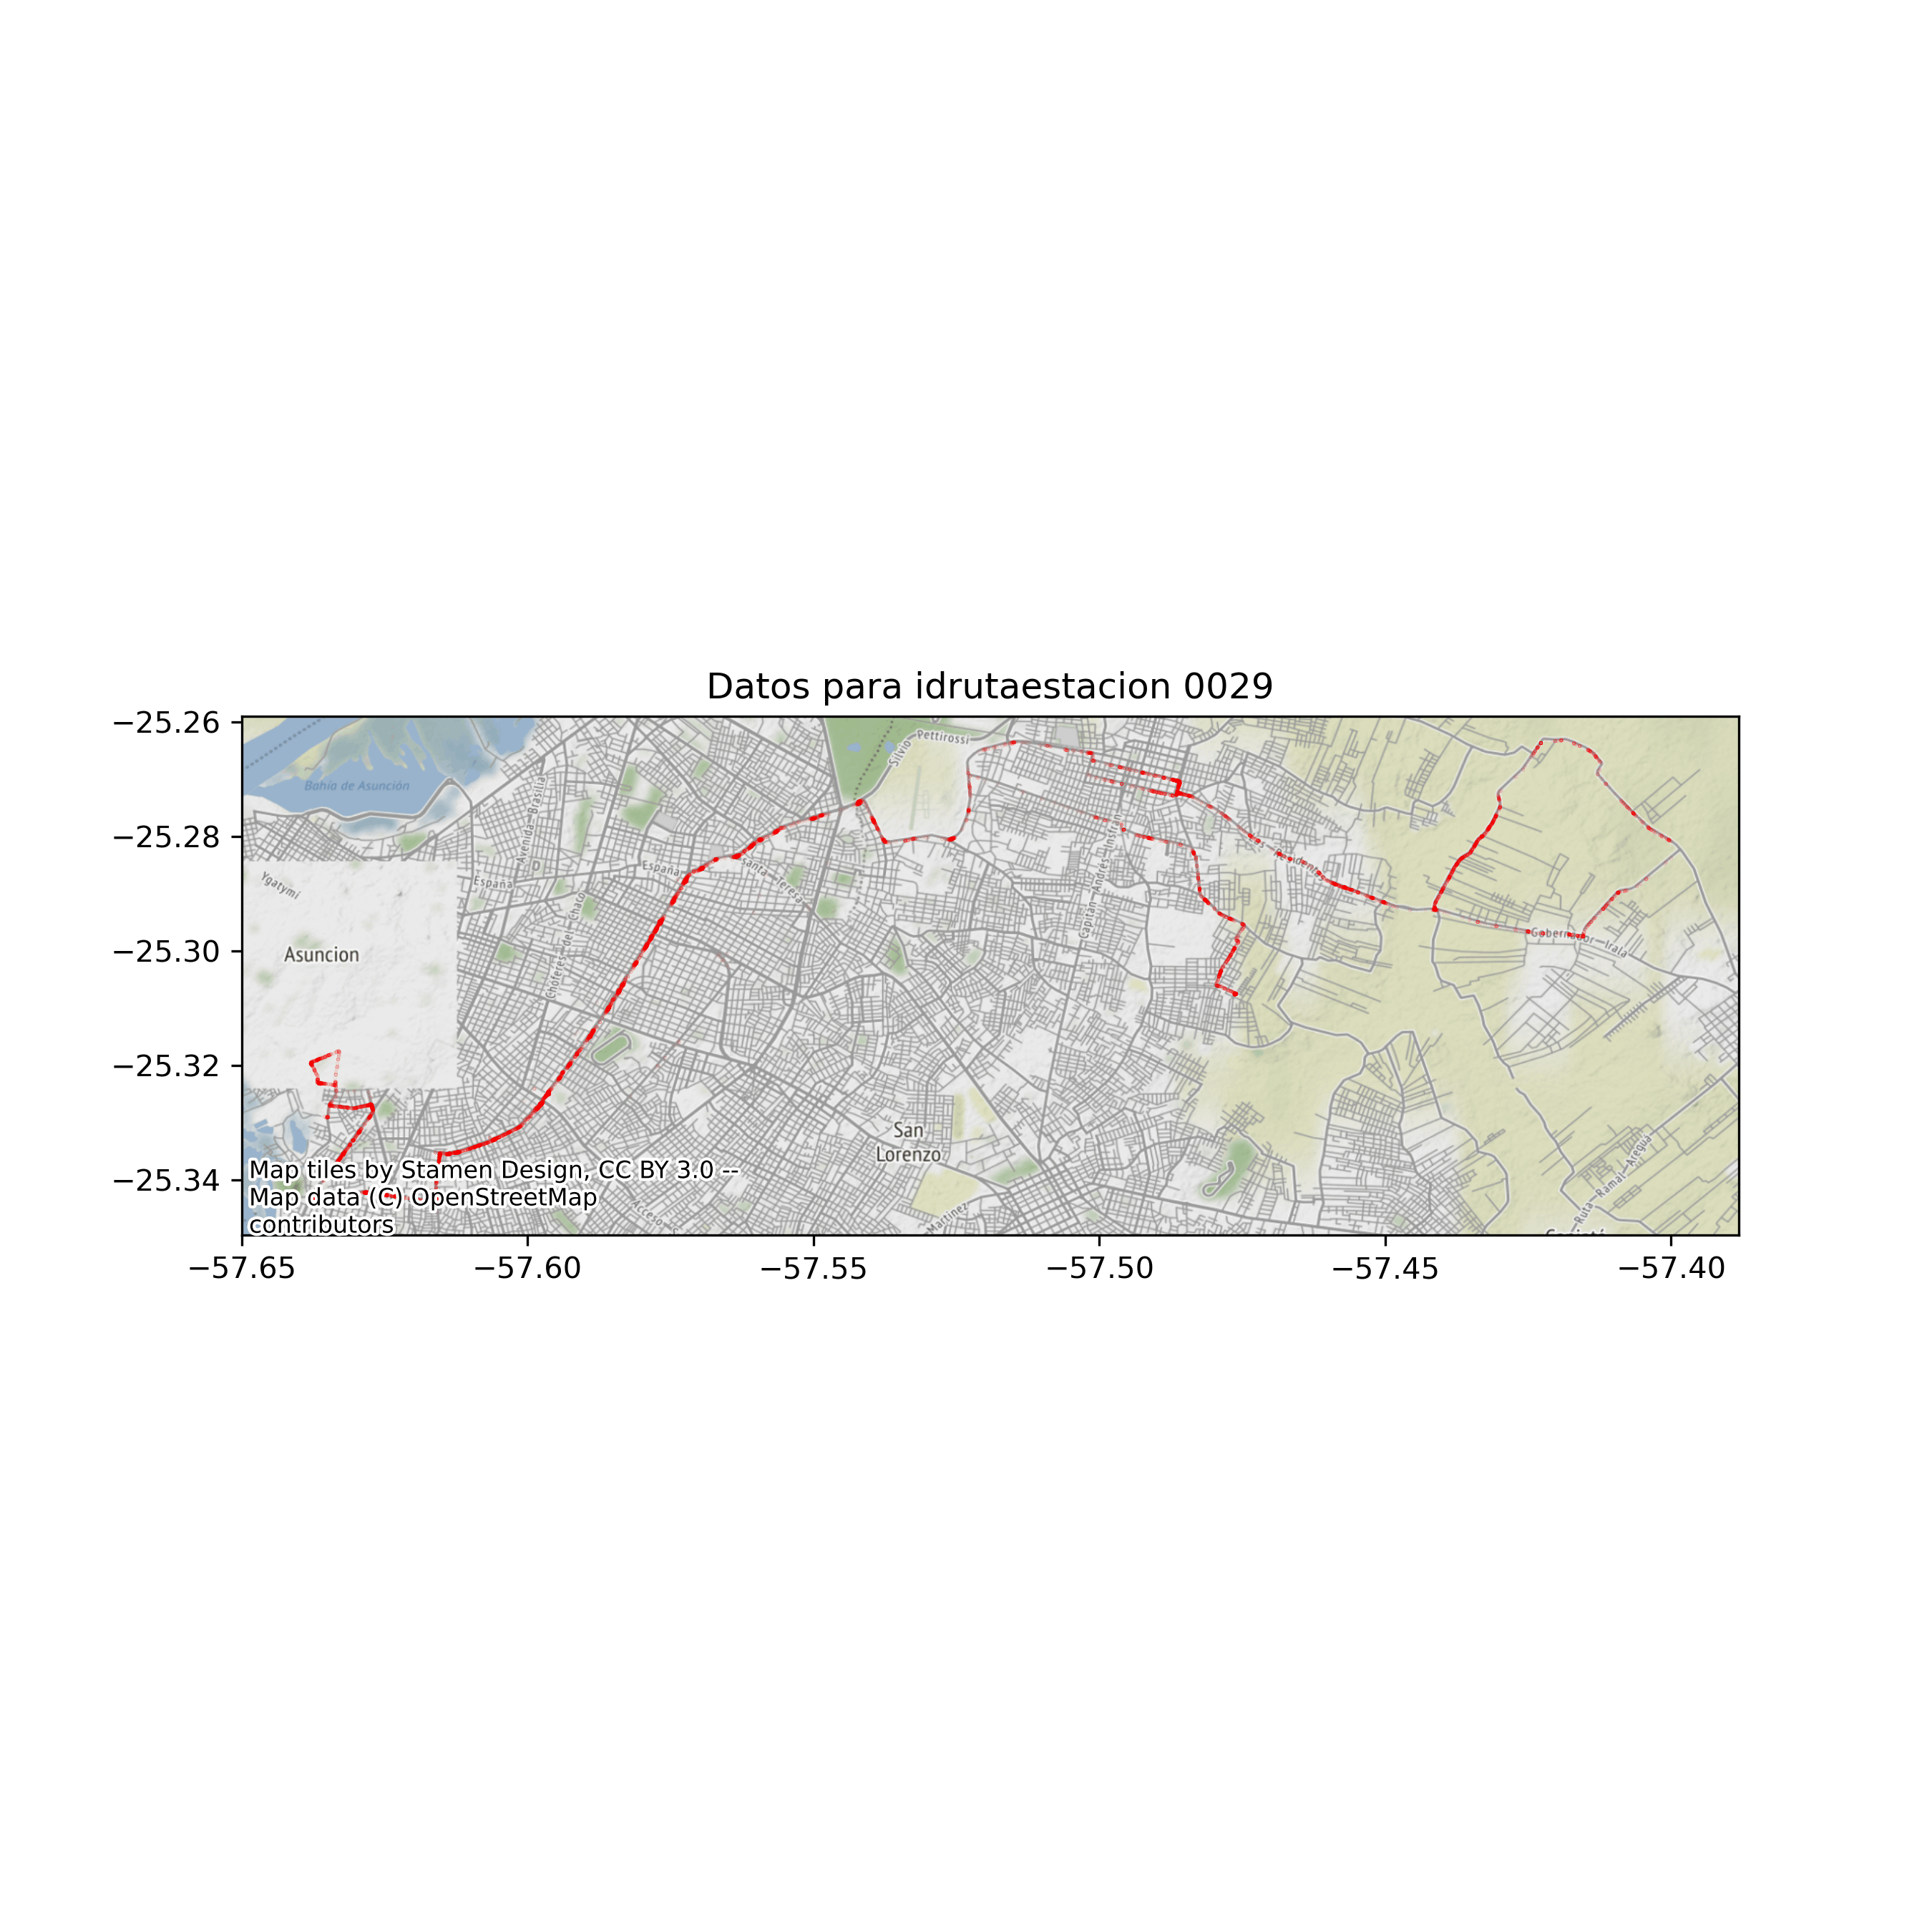 Datos para idrutaestacion 0029
−25.26
−25.28
−25.30
−25.32
−25.34
−57.65
−57.60
−57.55
−57.50
−57.45
−57.40
Silvio Pettirossi
Bahía de Asunción
Avenida Brasilia
España
España
Santa Teresa
Ygatymi
Choferes del Chaco
Asuncion
Capitán Andrés Insfrán
Gobernador Irala
San
Lorenzo
Ruta Ramal Aregua
Martinez
Acceso
Map tiles by Stamen Design, CC BY 3.0 --
Map data (C) OpenStreetMap
contributors